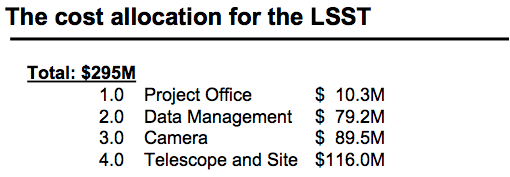 The cost allocation for the LSST
Total: $295M
1.0 Project Office $ 10.3M
2.0 Data Management $ 79.2M
3.0 Camera $ 89.5M
4.0 Telescope and Site $116.0M